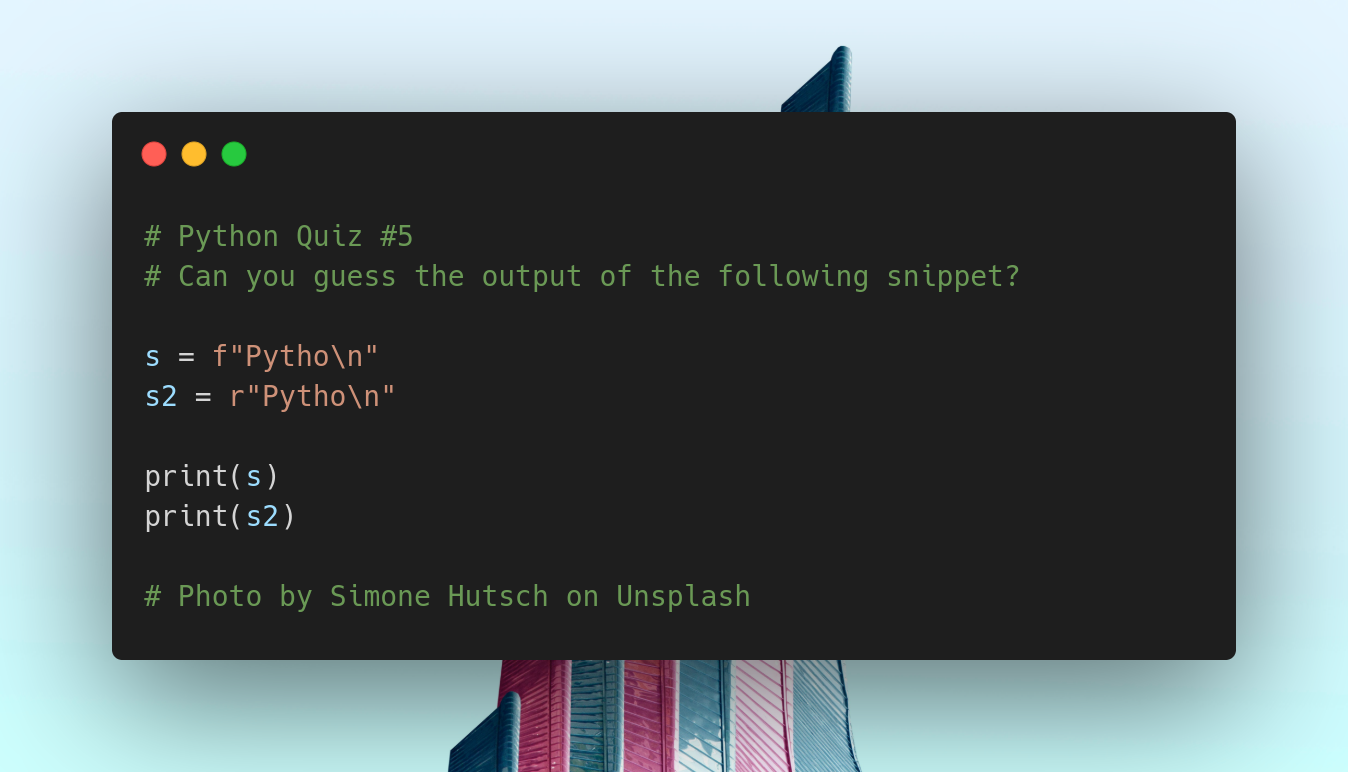 # Python Quiz #5
# Can you guess the output of the following snippet?
s = f"Pytho\n"
s2 = r"Pytho\n"
print(s)
print(s2)
# Photo by Simone Hutsch on Unsplash